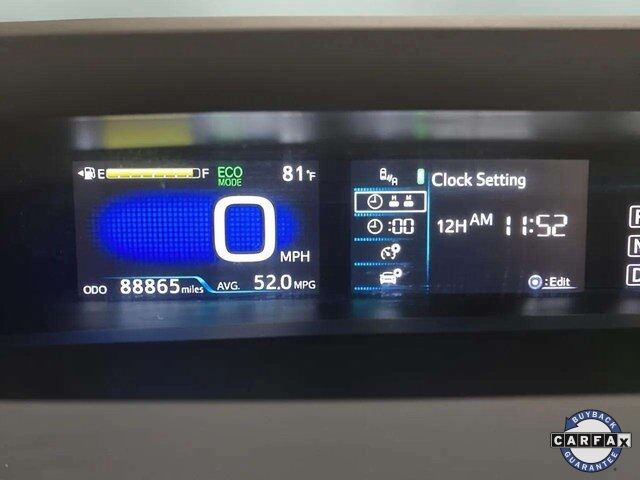 E F
ECO
MODE
81°F
0
MPH
ODO 88865 miles
AVG. 52.0 MPG
Clock Setting
:00
12H AM 11:52
: Edit
P
N
D
BUYBACK
CARFAX
GUARANTEE